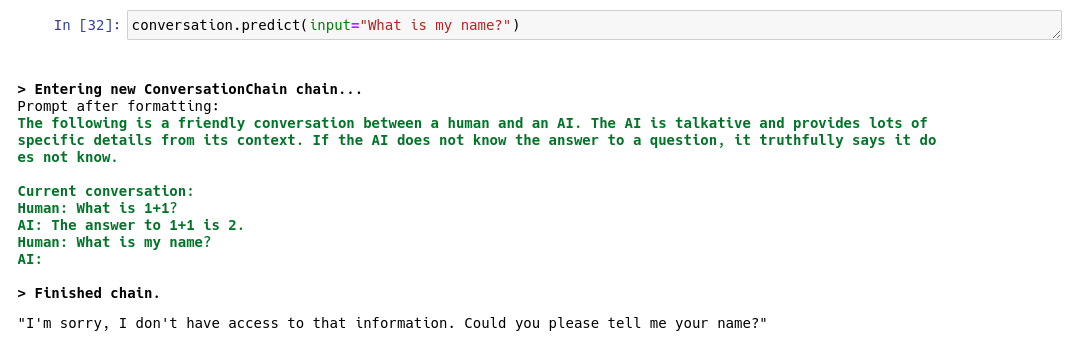 In [32]: conversation.predict(input="What is my name?")
> Entering new ConversationChain chain...
Prompt after formatting:
The following is a friendly conversation between a human and an AI. The AI is talkative and provides lots of
specific details from its context. If the AI does not know the answer to a question, it truthfully says it do
es not know.
Current conversation:
Human: What is 1+1?
AI: The answer to 1+1 is 2.
Human: What is my name?
AI:
> Finished chain.
"I'm sorry, I don't have access to that information. Could you please tell me your name?"